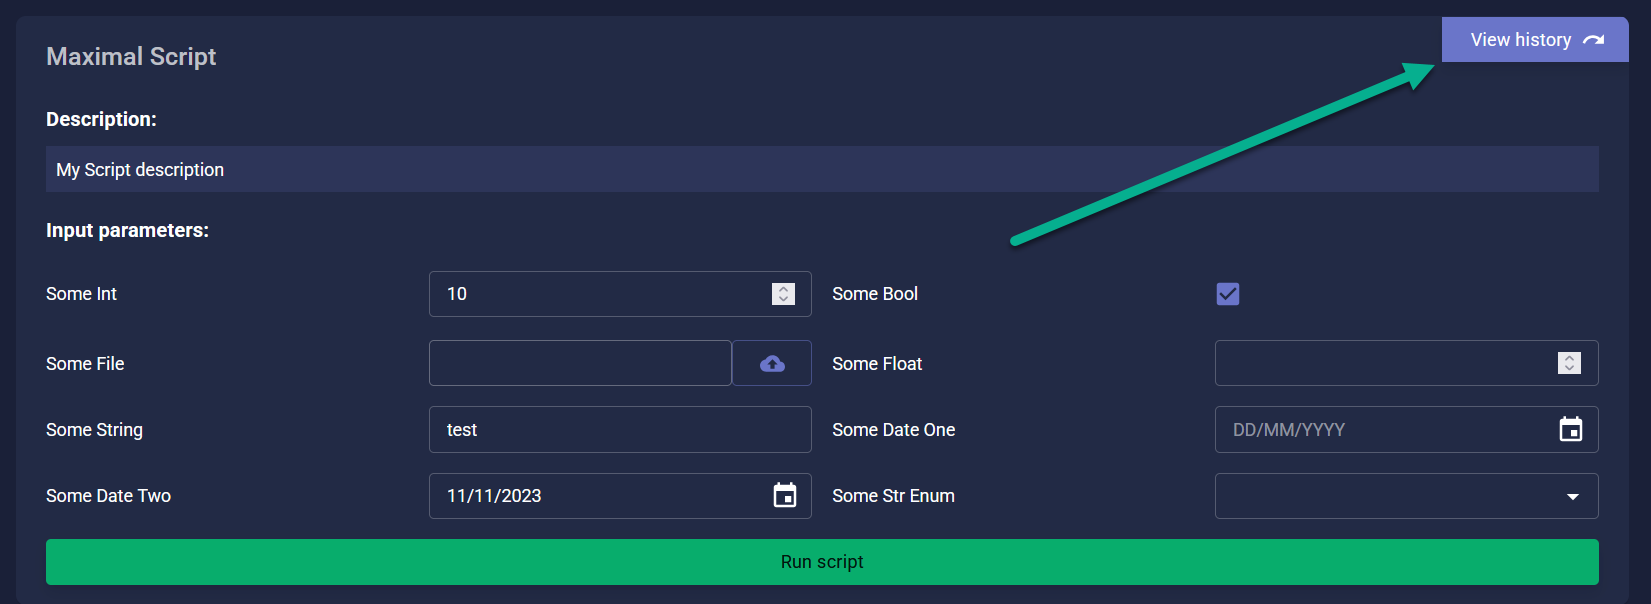 Maximal Script
View history
Description:
My Script description
Input parameters:
Some Int
10
Some Bool
Some File
Some Float
Some String
test
Some Date One
DD/MM/YYYY
Some Date Two
11/11/2023
Some Str Enum
Run script